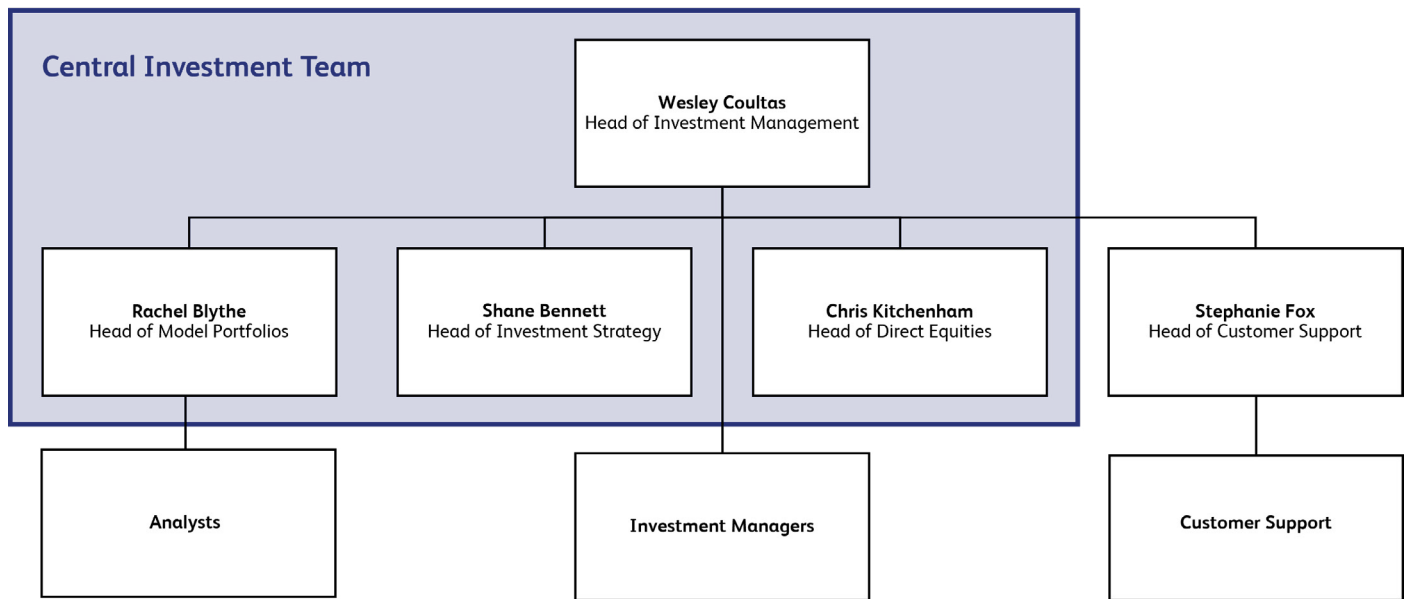 Central Investment Team
Wesley Coultas
Head of Investment Management
Rachel Blythe
Head of Model Portfolios
Shane Bennett
Head of Investment Strategy
Chris Kitchenham
Head of Direct Equities
Stephanie Fox
Head of Customer Support
Analysts
Investment Managers
Customer Support